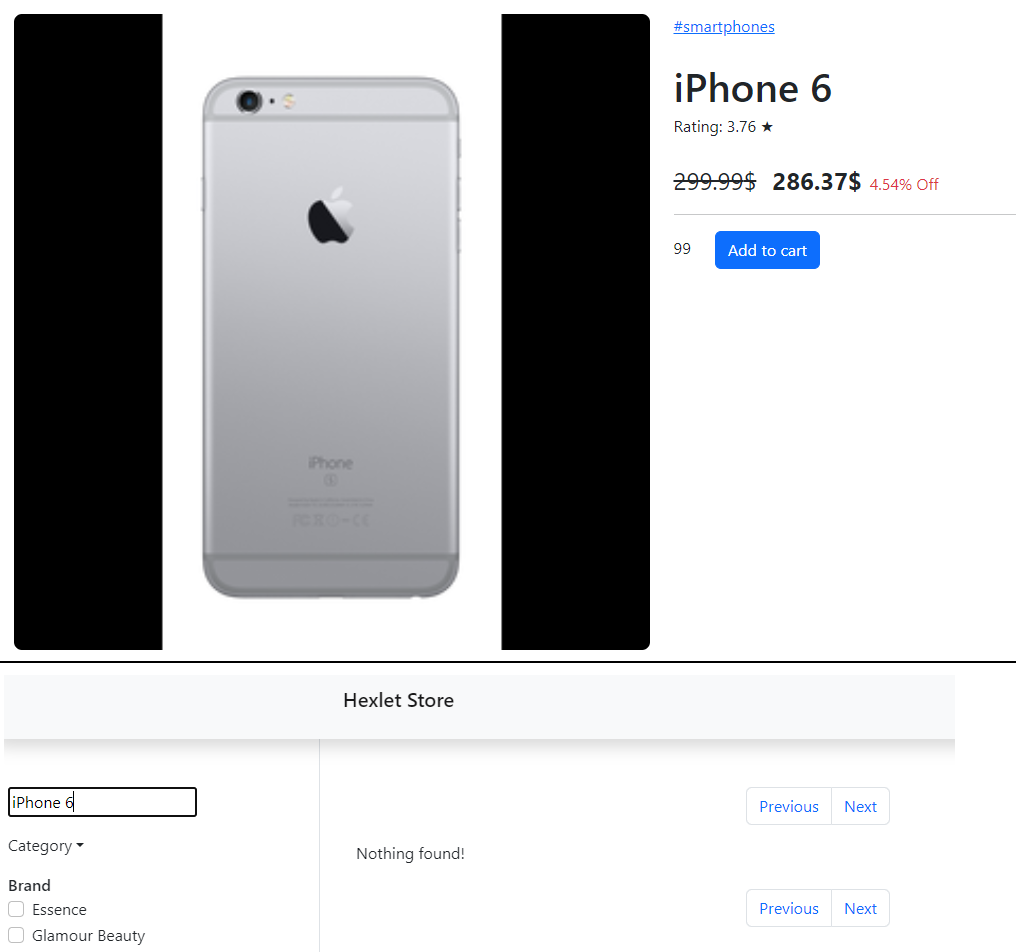 #smartphones
iPhone 6
Rating: 3.76 ★
299.99$ 286.37$ 4.54% Off
99 Add to cart
iPhone
Hexlet Store
iPhone 6
Previous Next
Category
Nothing found!
Brand
Essence
Previous Next
Glamour Beauty